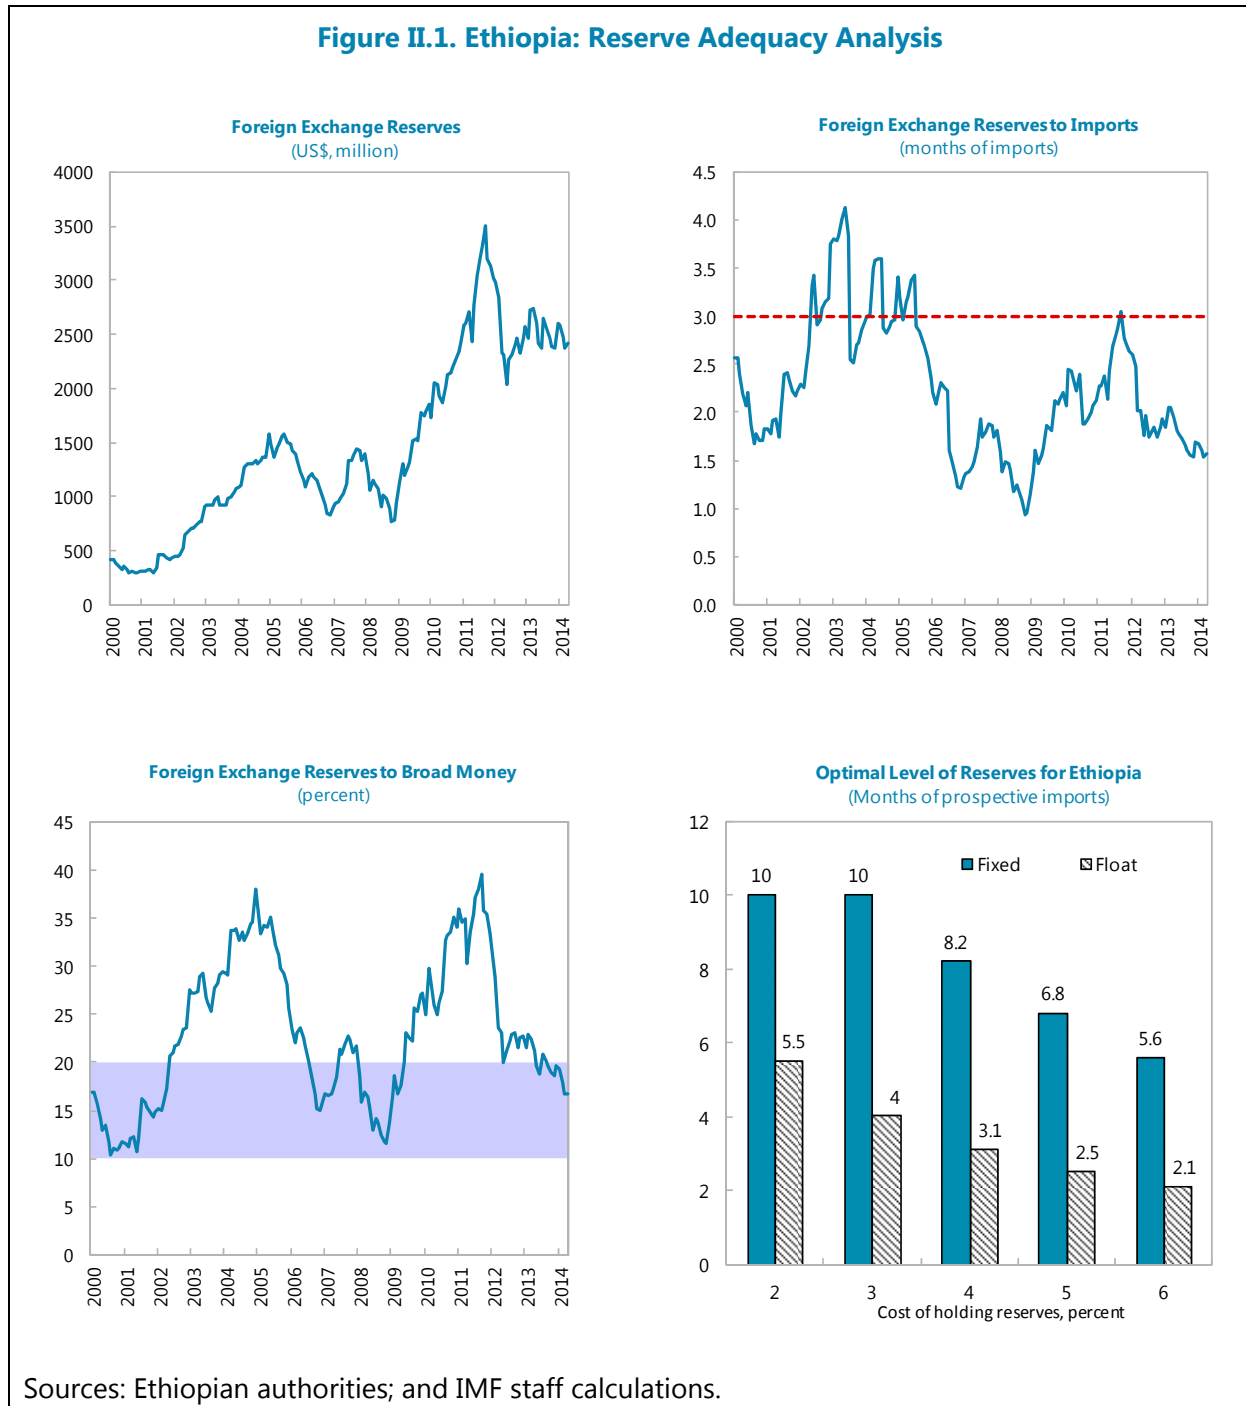 Figure II.1. Ethiopia: Reserve Adequacy Analysis
Foreign Exchange Reserves
(US$, million)
4000
3500
3000
2500
2000
1500
1000
500
0
2000 2001 2002 2003 2004 2005 2006 2007 2008 2009 2010 2011 2012 2013 2014
Foreign Exchange Reserves to Imports
(months of imports)
4.5
4.0
3.5
3.0
2.5
2.0
1.5
1.0
0.5
0.0
2000 2001 2002 2003 2004 2005 2006 2007 2008 2009 2010 2011 2012 2013 2014
Foreign Exchange Reserves to Broad Money
(percent)
45
40
35
30
25
20
15
10
5
0
2000 2001 2002 2003 2004 2005 2006 2007 2008 2009 2010 2011 2012 2013 2014
Optimal Level of Reserves for Ethiopia
(Months of prospective imports)
12
10
8
6
4
2
0
Fixed Float
10 10
8.2
6.8
5.6
5.5
4
3.1
2.5
2.1
2 3 4 5 6
Cost of holding reserves, percent
Sources: Ethiopian authorities; and IMF staff calculations.